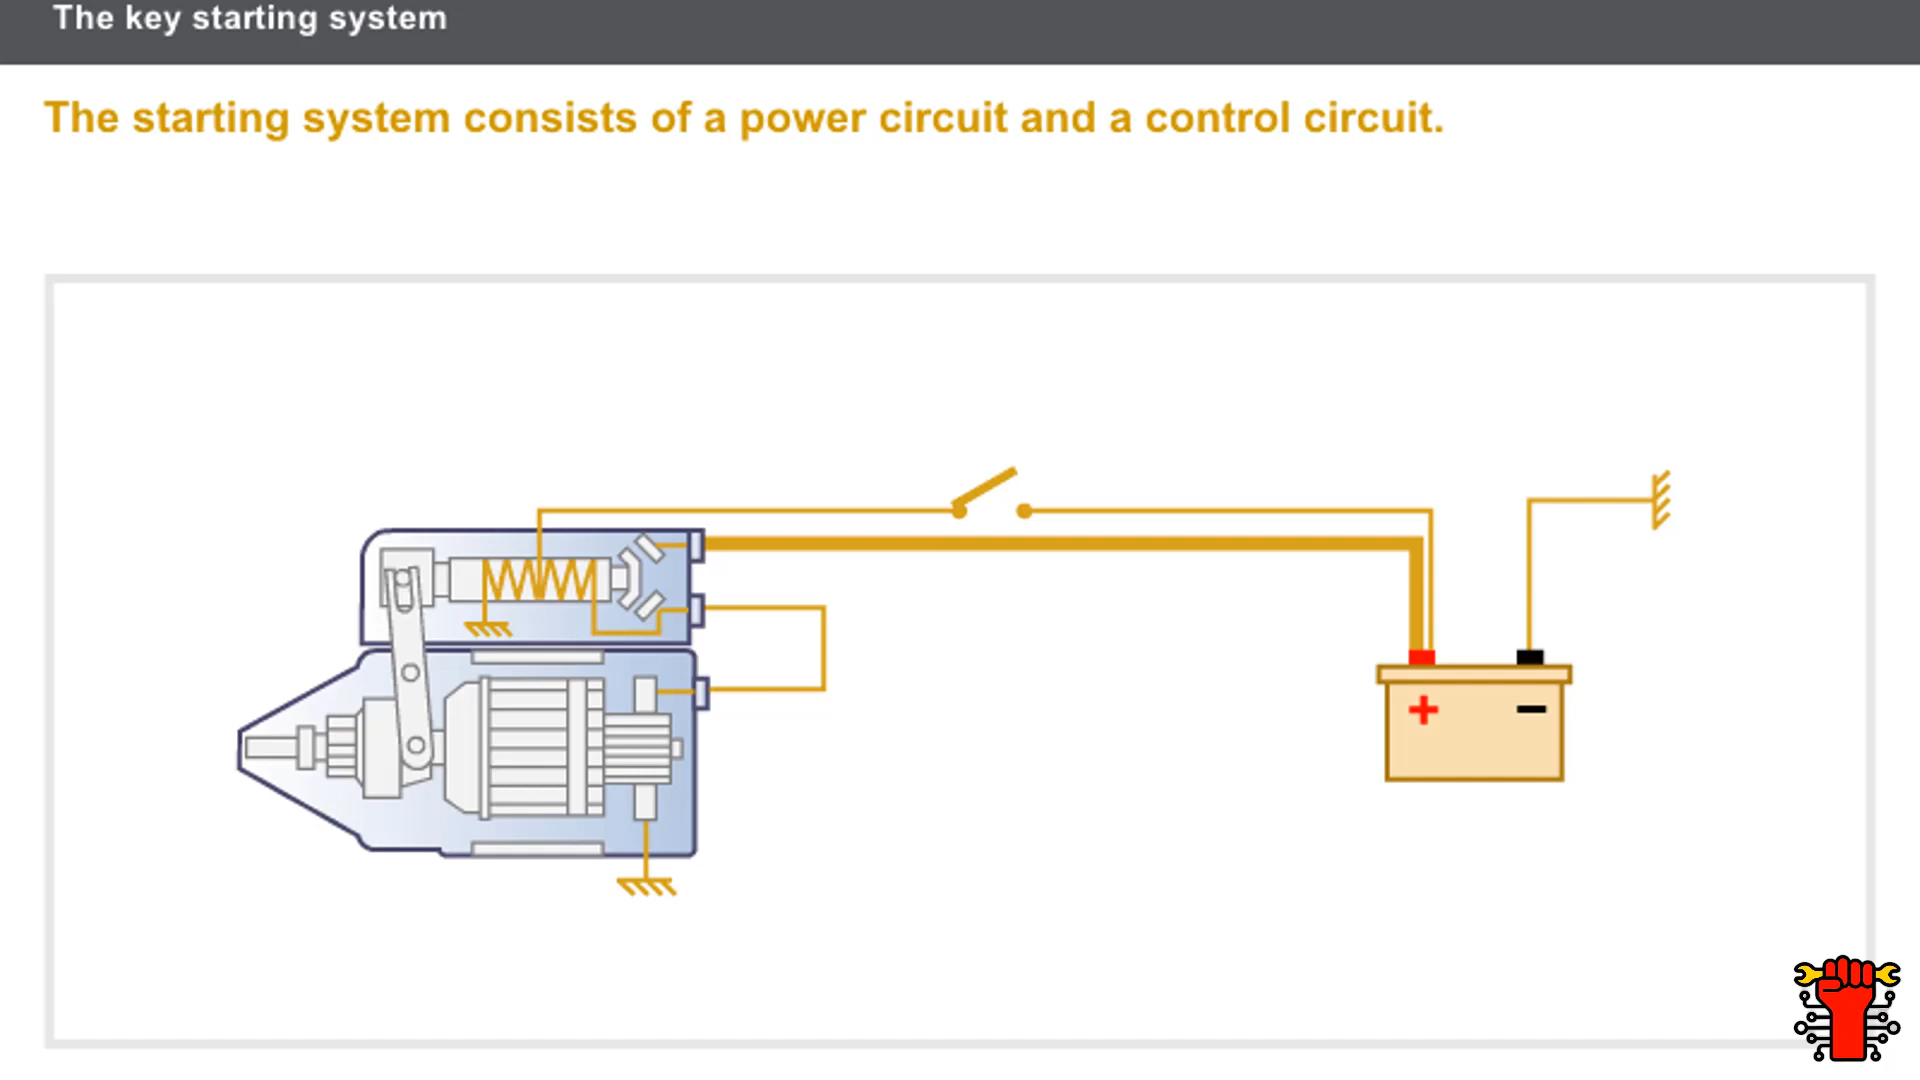 The key starting system
The starting system consists of a power circuit and a control circuit.
+ −